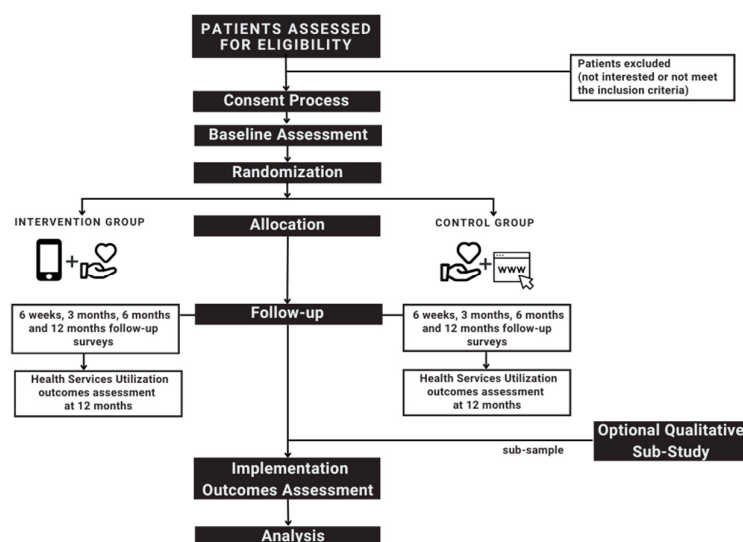 PATIENTS ASSESSED
FOR ELIGIBILITY
Patients excluded
(not interested or not meet
the inclusion criteria)
Consent Process
Baseline Assessment
Randomization
INTERVENTION GROUP
Allocation
CONTROL GROUP
+
+
WWW
6 weeks, 3 months, 6 months
and 12 months follow-up
surveys
Follow-up
6 weeks, 3 months, 6 months
and 12 months follow-up
surveys
Health Services Utilization
outcomes assessment
at 12 months
Health Services Utilization
outcomes assessment
at 12 months
sub-sample
Optional Qualitative
Sub-Study
Implementation
Outcomes Assessment
Analysis